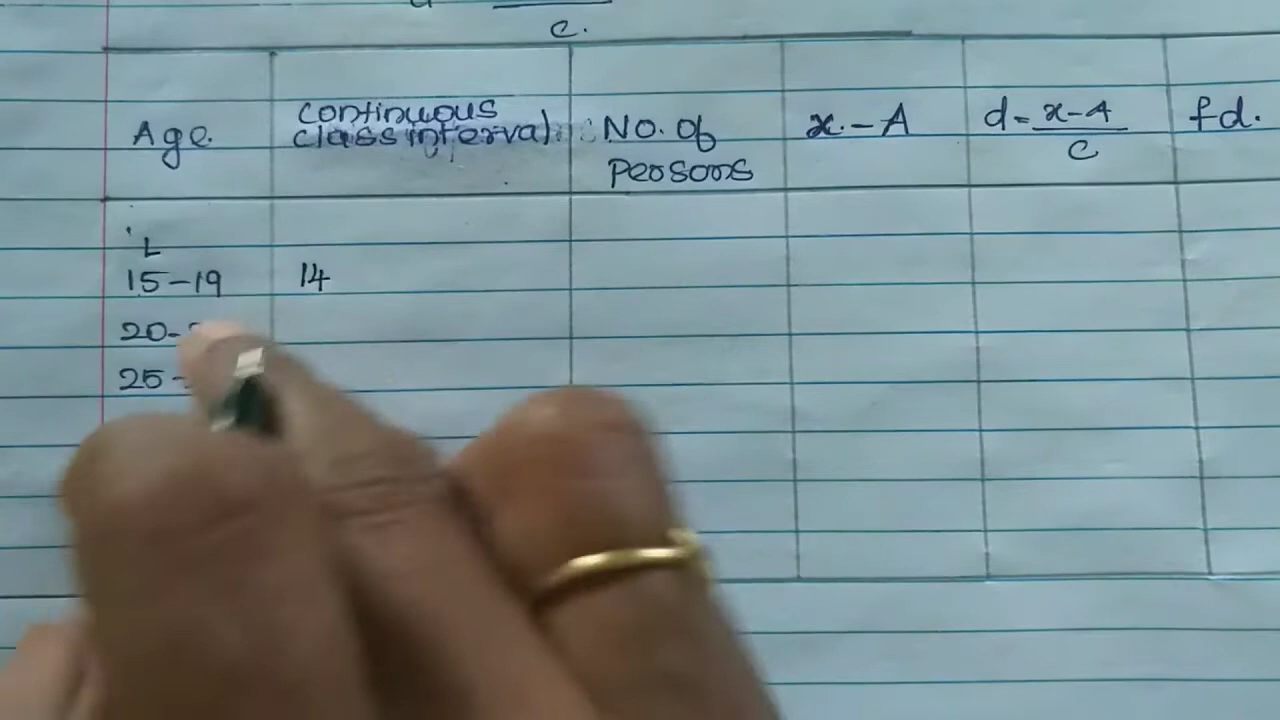 c.
Age. continuous class interval No. of Persons x - A d = x-A / c fd.
L
15-19 14
20-
25-